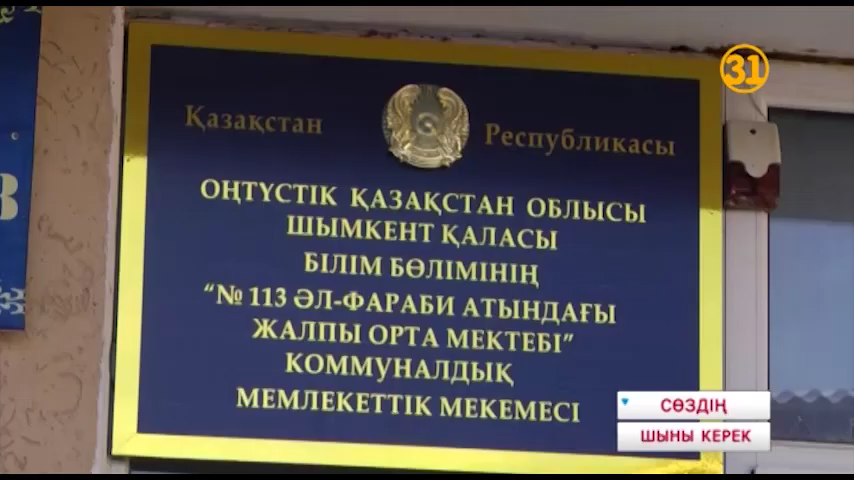 31
Қазақстан Республикасы
ОҢТҮСТІК ҚАЗАҚСТАН ОБЛЫСЫ
ШЫМКЕНТ ҚАЛАСЫ
БІЛІМ БӨЛІМІНІҢ
“№ 113 ӘЛ-ФАРАБИ АТЫНДАҒЫ
ЖАЛПЫ ОРТА МЕКТЕБІ”
КОММУНАЛДЫҚ
МЕМЛЕКЕТТІК МЕКЕМЕСІ
СӨЗДІҢ
ШЫНЫ КЕРЕК